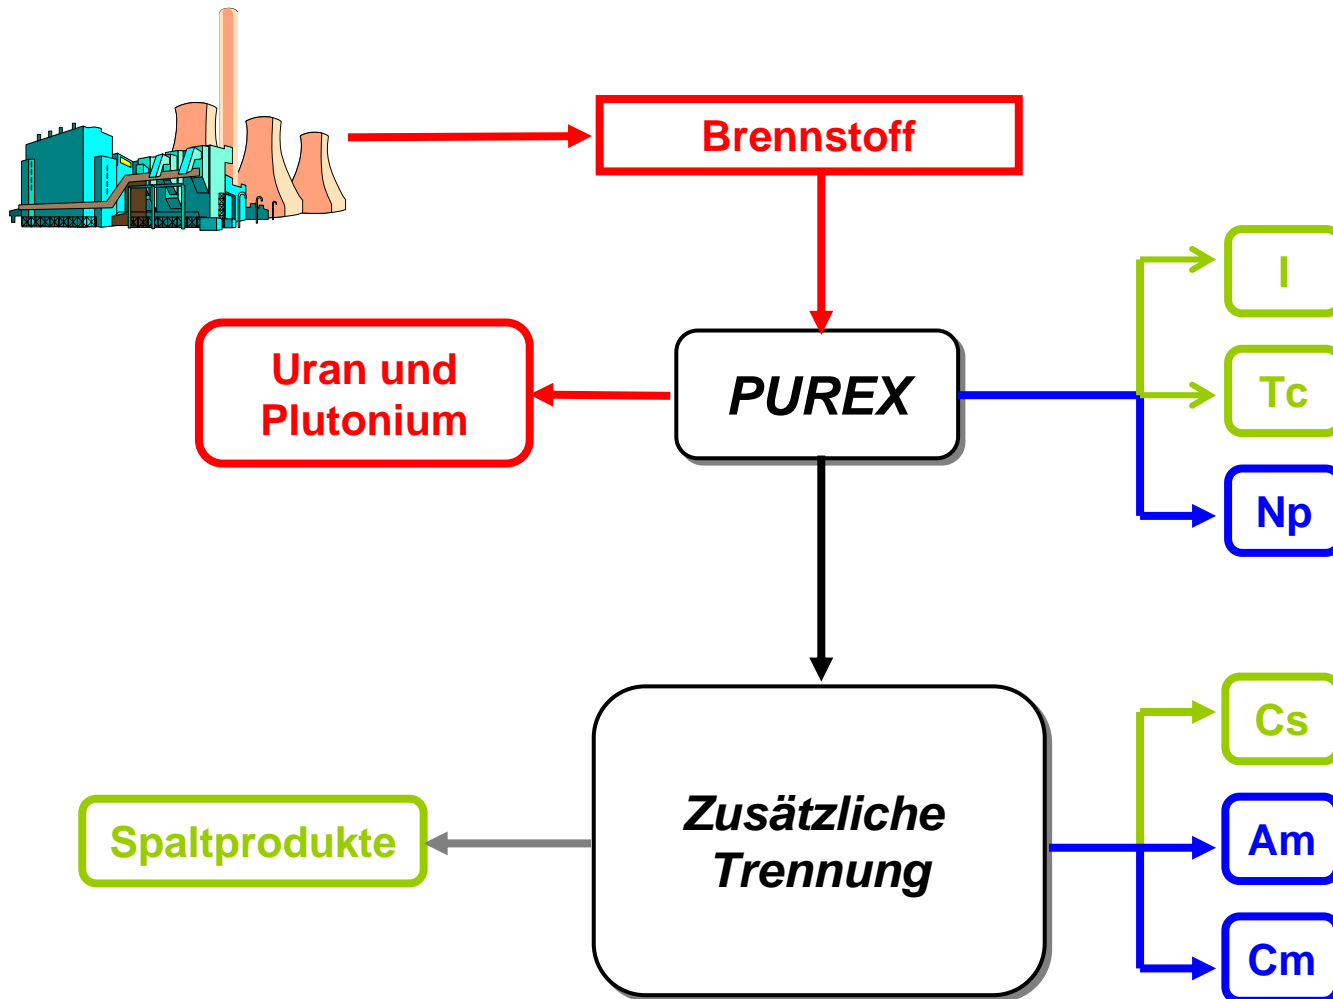 Brennstoff
I
Uran und
Plutonium
PUREX
Tc
Np
Cs
Zusätzliche
Trennung
Spaltprodukte
Am
Cm